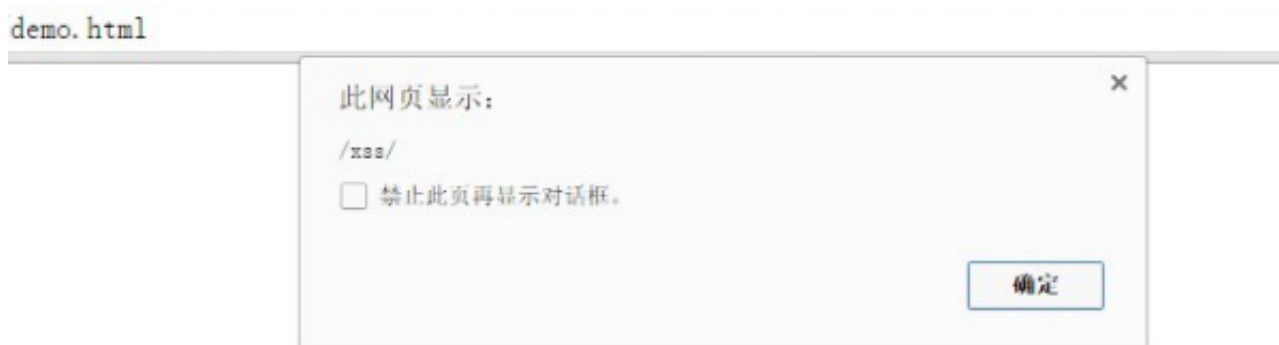 demo.html
此网页显示：
/xss/
禁止此页再显示对话框。
确定